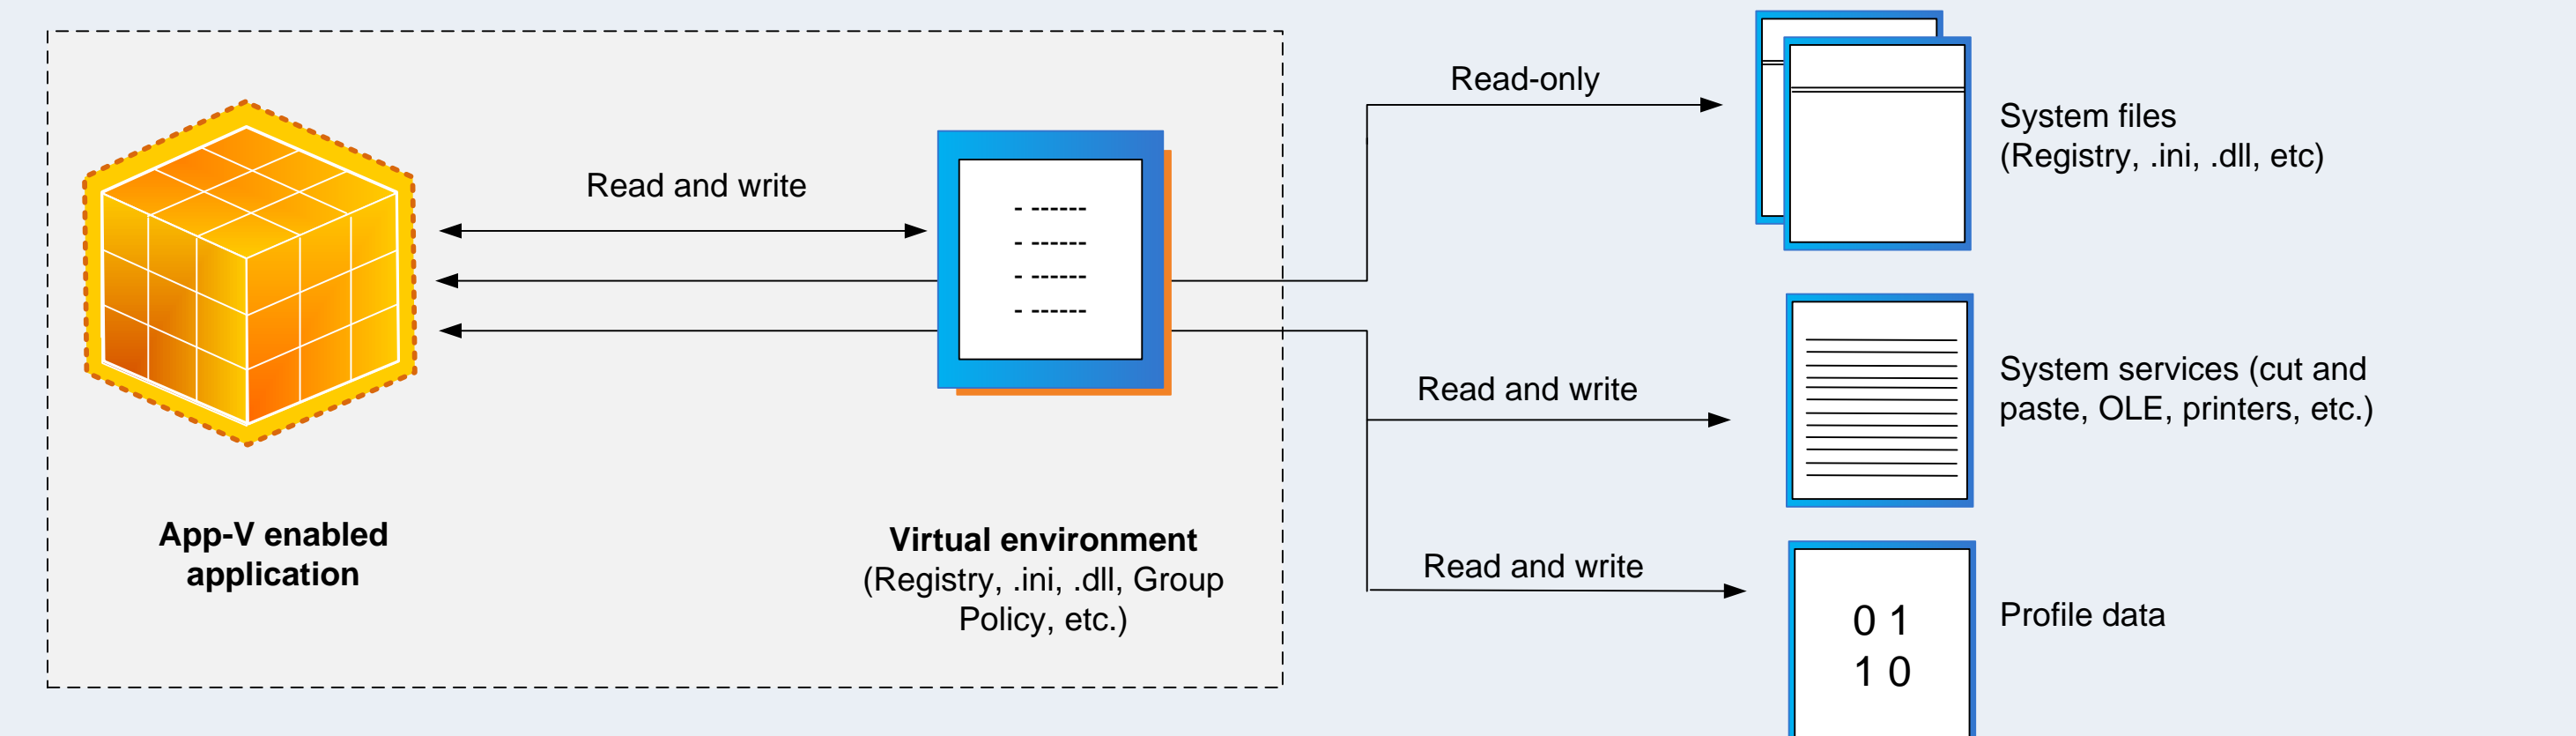 Read-only
System files
(Registry, .ini, .dll, etc)
Read and write
- ------
- ------
- ------
- ------
System services (cut and
paste, OLE, printers, etc.)
Read and write
App-V enabled
application
Virtual environment
(Registry, .ini, .dll, Group
Policy, etc.)
Read and write
Profile data
0 1
1 0